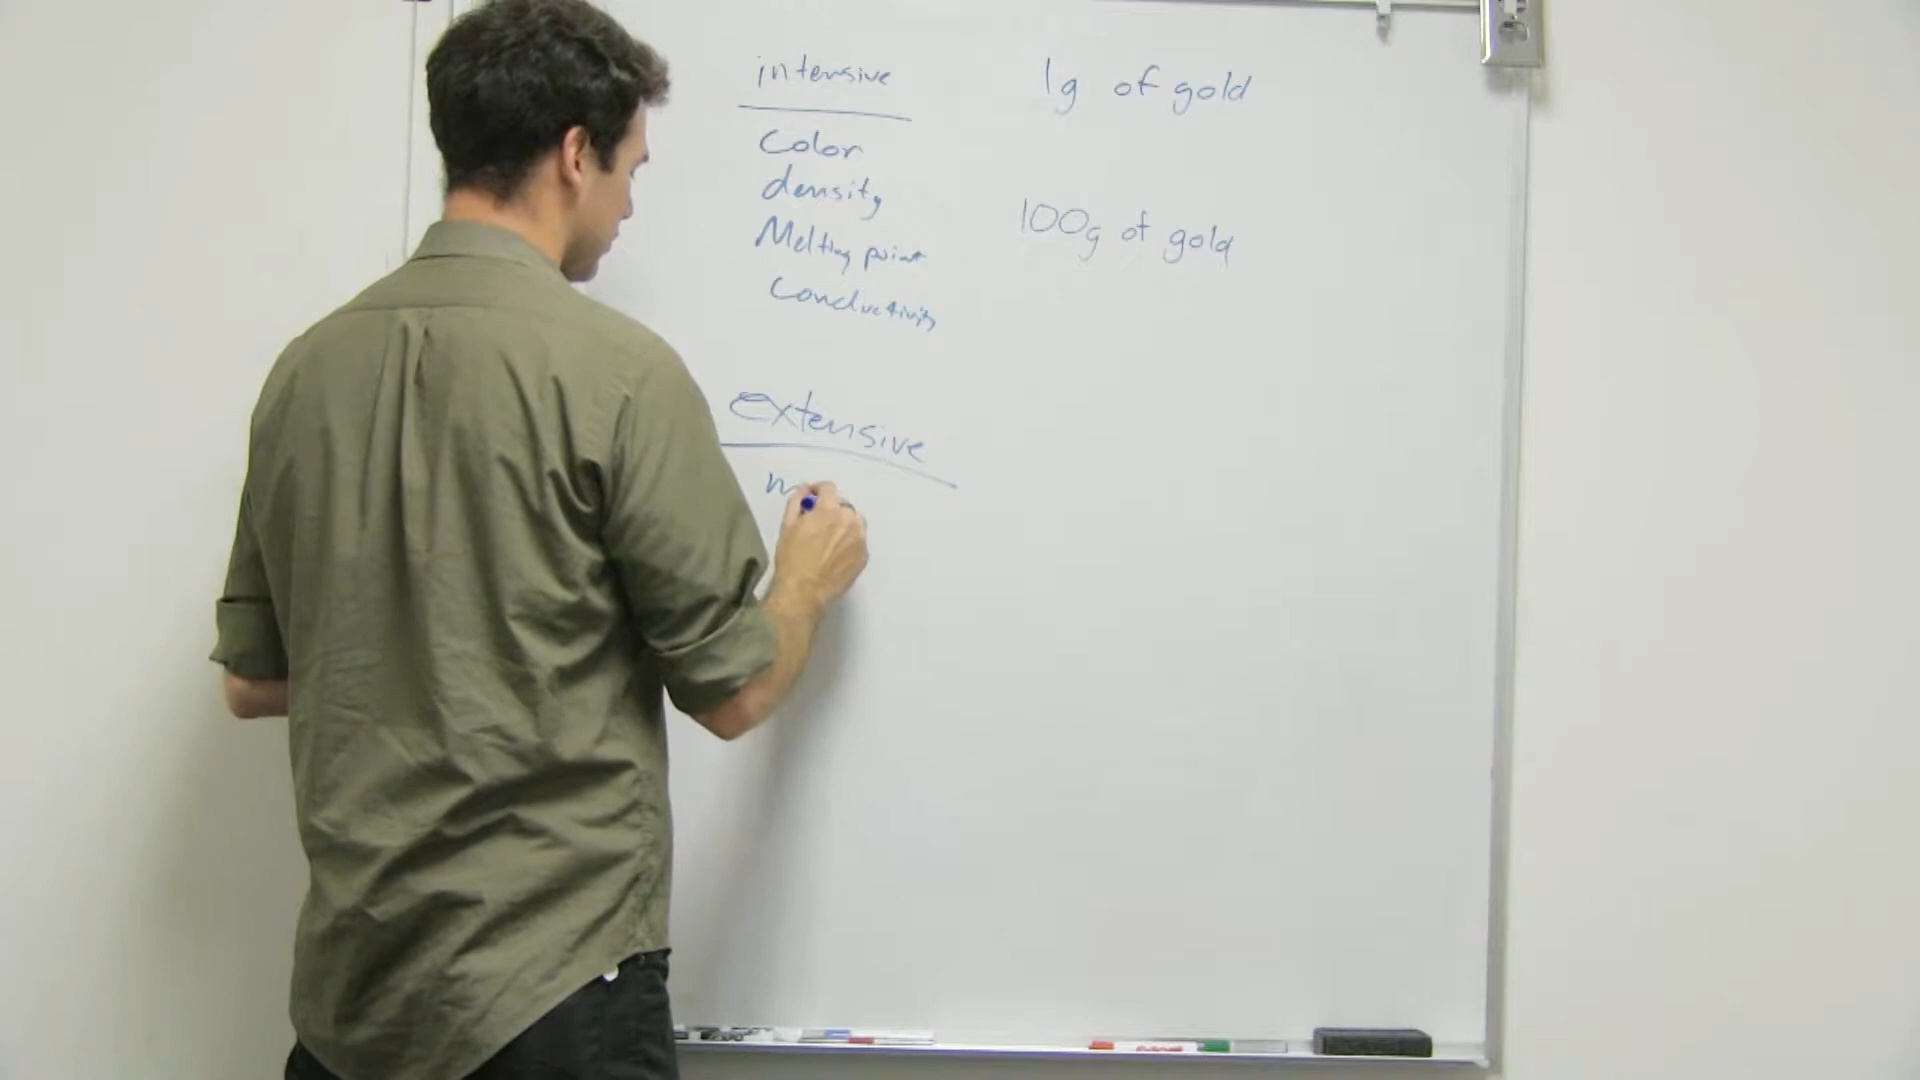 intensive
Color
density
Melting point
Conductivity
extensive
m
1g of gold
100g of gold